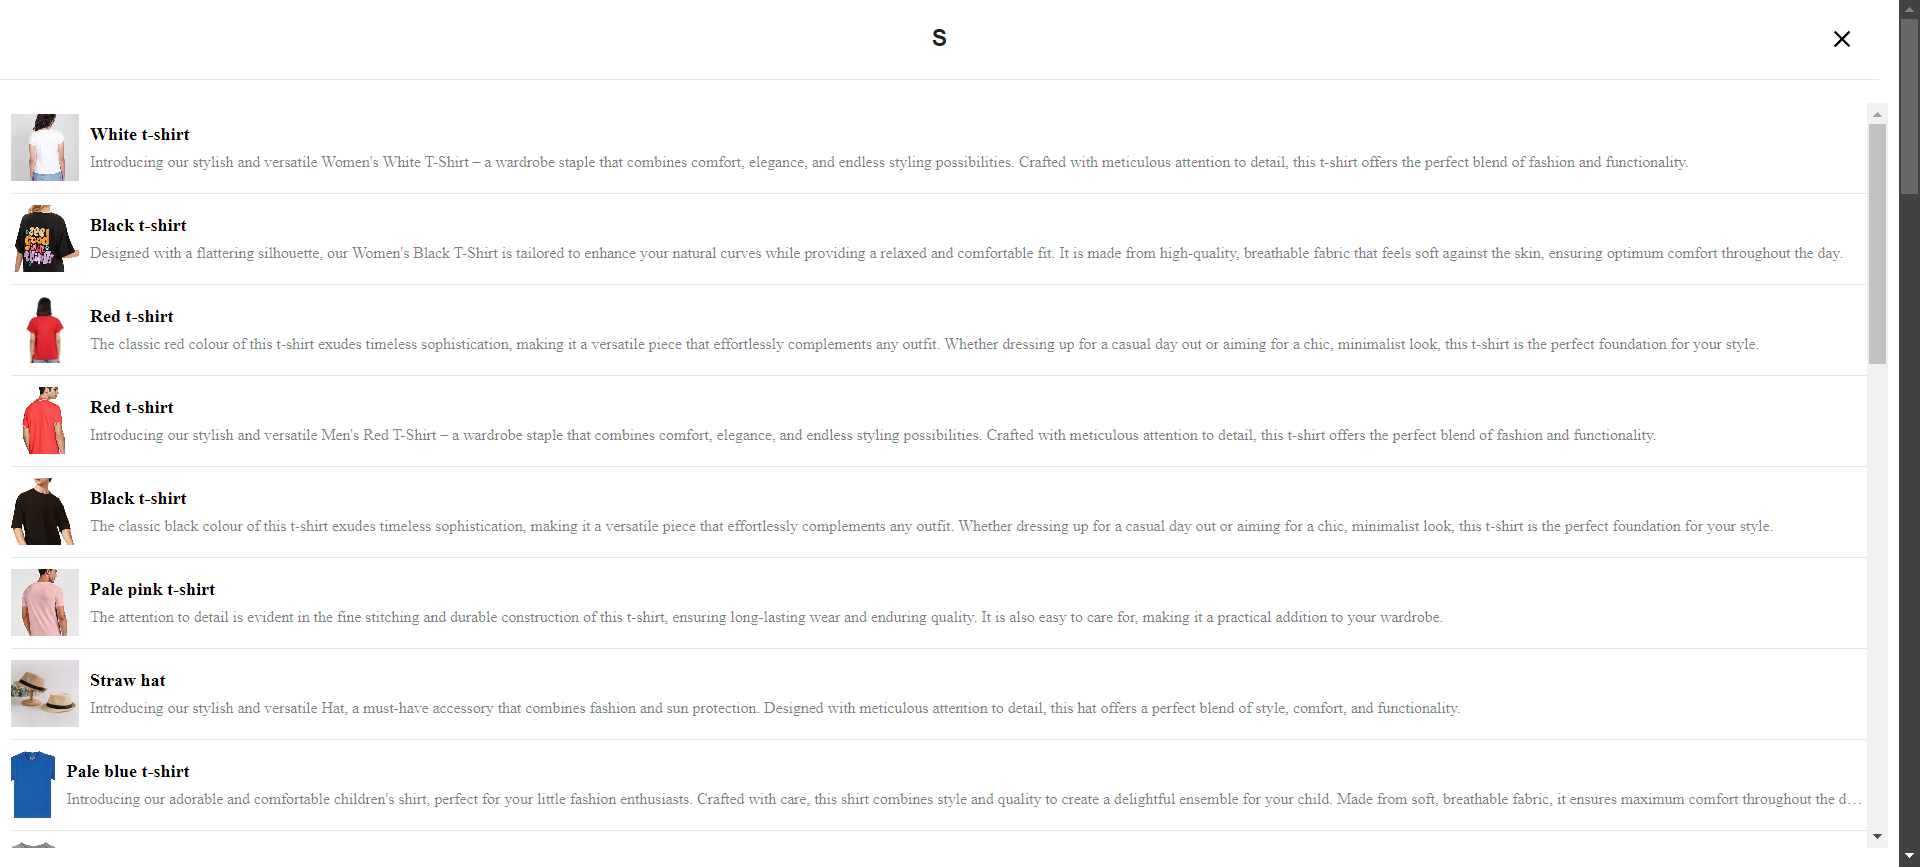 S
White t-shirt
Introducing our stylish and versatile Women's White T-Shirt – a wardrobe staple that combines comfort, elegance, and endless styling possibilities. Crafted with meticulous attention to detail, this t-shirt offers the perfect blend of fashion and functionality.
Black t-shirt
Designed with a flattering silhouette, our Women's Black T-Shirt is tailored to enhance your natural curves while providing a relaxed and comfortable fit. It is made from high-quality, breathable fabric that feels soft against the skin, ensuring optimum comfort throughout the day.
Red t-shirt
The classic red colour of this t-shirt exudes timeless sophistication, making it a versatile piece that effortlessly complements any outfit. Whether dressing up for a casual day out or aiming for a chic, minimalist look, this t-shirt is the perfect foundation for your style.
Red t-shirt
Introducing our stylish and versatile Men's Red T-Shirt – a wardrobe staple that combines comfort, elegance, and endless styling possibilities. Crafted with meticulous attention to detail, this t-shirt offers the perfect blend of fashion and functionality.
Black t-shirt
The classic black colour of this t-shirt exudes timeless sophistication, making it a versatile piece that effortlessly complements any outfit. Whether dressing up for a casual day out or aiming for a chic, minimalist look, this t-shirt is the perfect foundation for your style.
Pale pink t-shirt
The attention to detail is evident in the fine stitching and durable construction of this t-shirt, ensuring long-lasting wear and enduring quality. It is also easy to care for, making it a practical addition to your wardrobe.
Straw hat
Introducing our stylish and versatile Hat, a must-have accessory that combines fashion and sun protection. Designed with meticulous attention to detail, this hat offers a perfect blend of style, comfort, and functionality.
Pale blue t-shirt
Introducing our adorable and comfortable children's shirt, perfect for your little fashion enthusiasts. Crafted with care, this shirt combines style and quality to create a delightful ensemble for your child. Made from soft, breathable fabric, it ensures maximum comfort throughout the d…